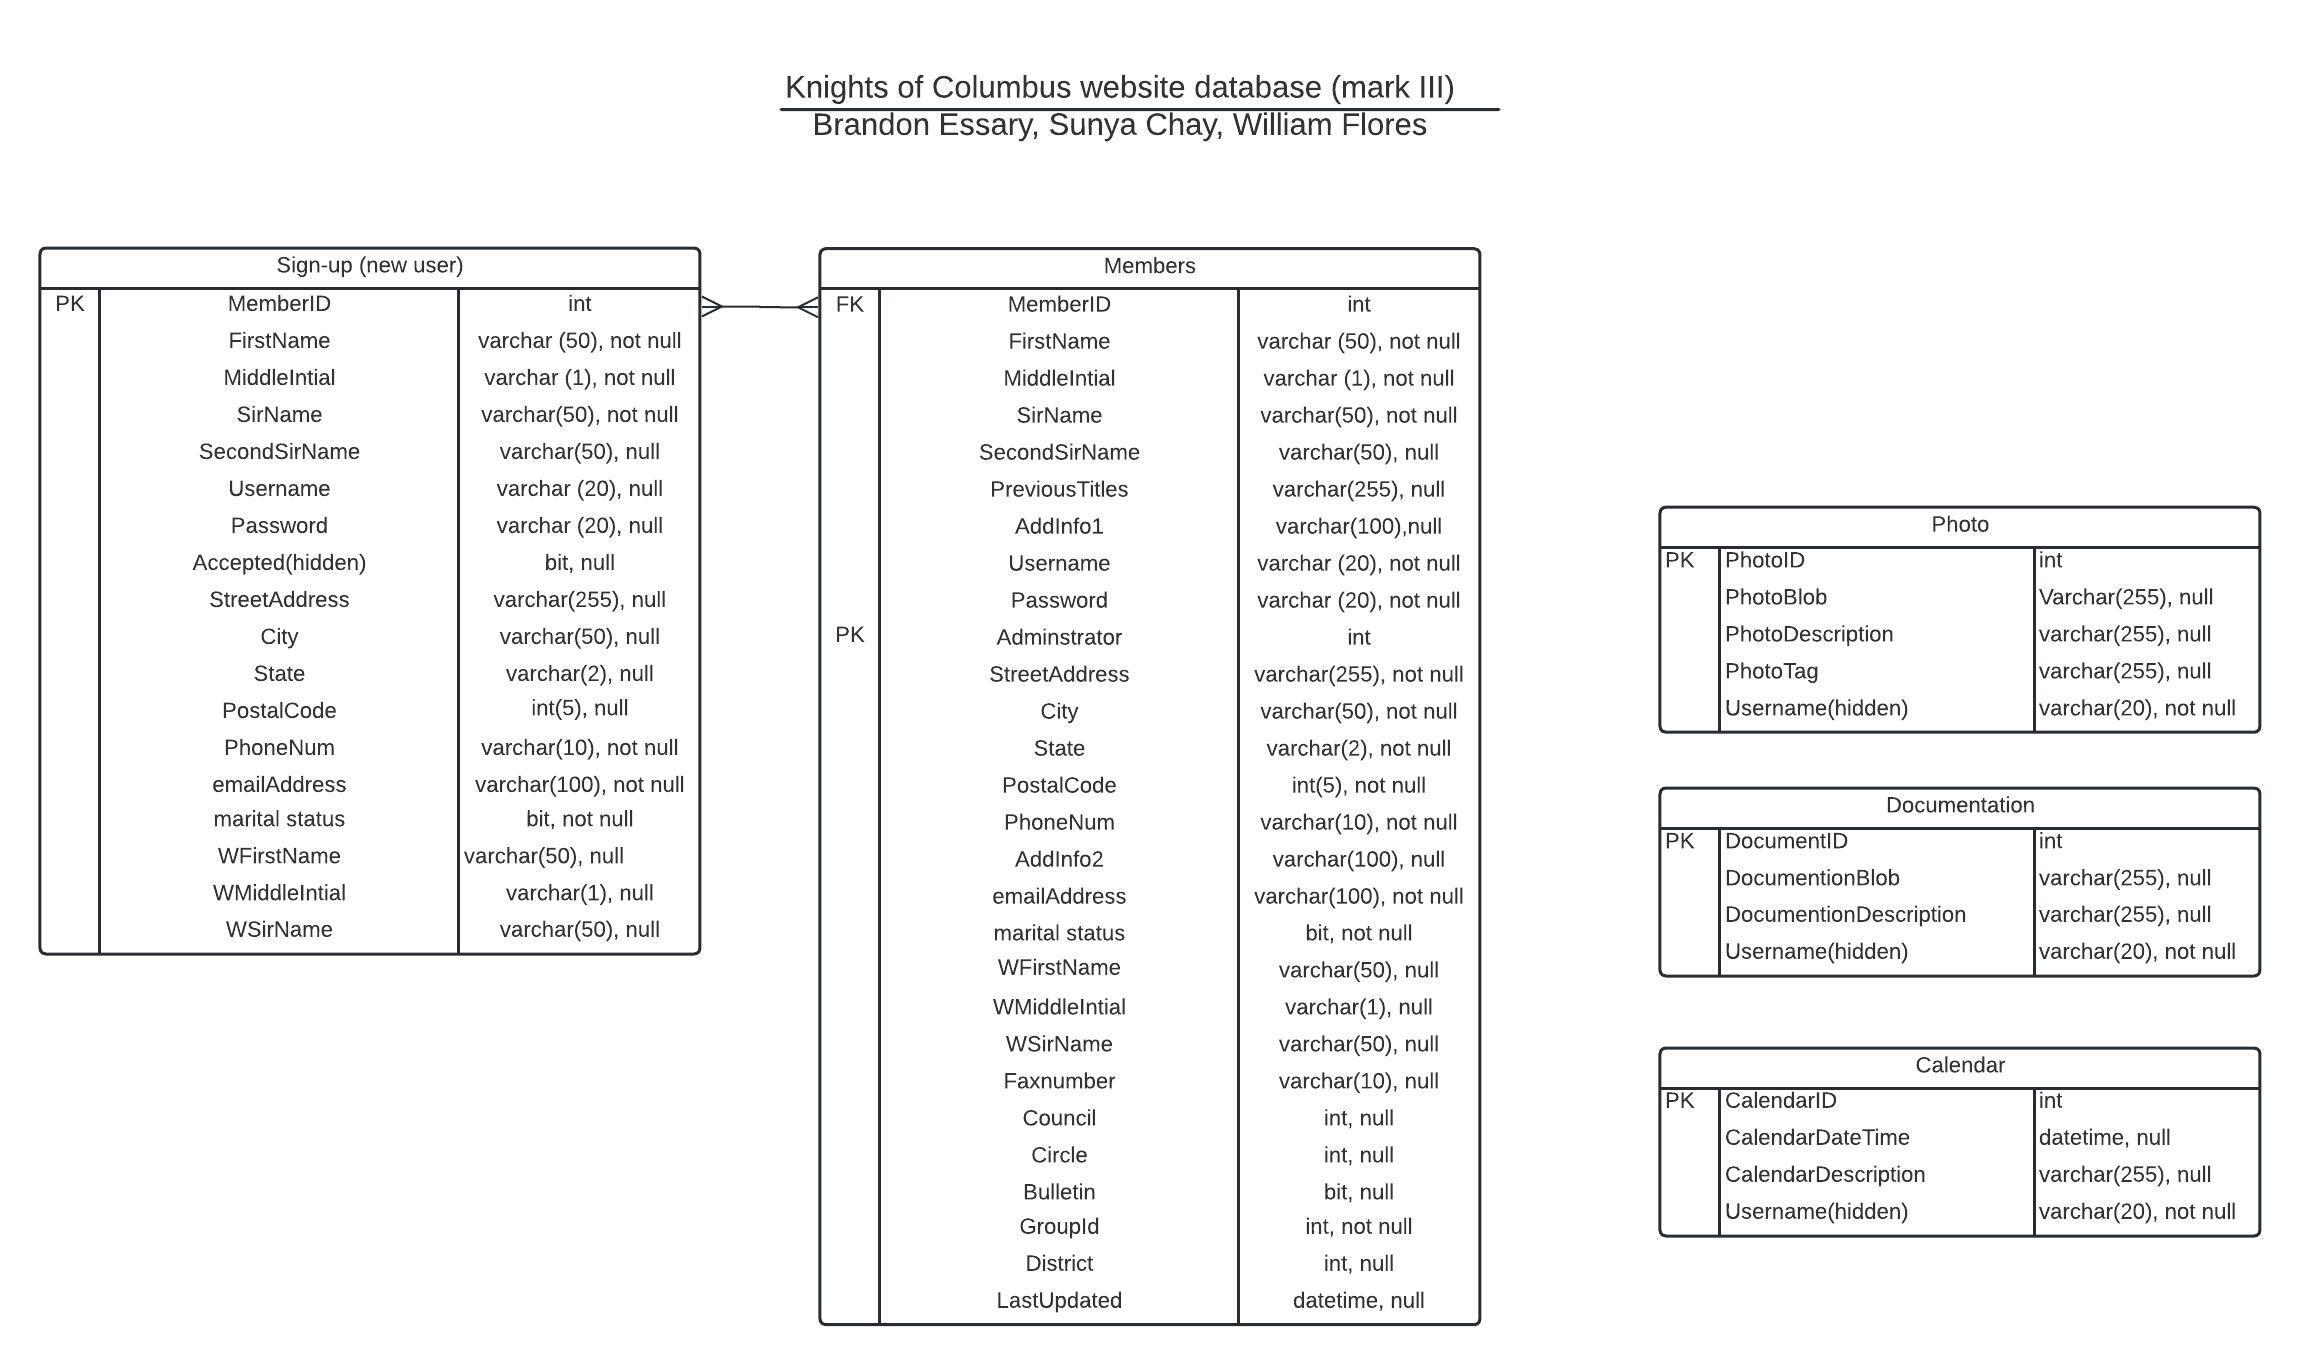 Knights of Columbus website database (mark III)
Brandon Essary, Sunya Chay, William Flores
Sign-up (new user)
PK MemberID int
FirstName varchar (50), not null
MiddleIntial varchar (1), not null
SirName varchar(50), not null
SecondSirName varchar(50), null
Username varchar (20), null
Password varchar (20), null
Accepted(hidden) bit, null
StreetAddress varchar(255), null
City varchar(50), null
State varchar(2), null
PostalCode int(5), null
PhoneNum varchar(10), not null
emailAddress varchar(100), not null
marital status bit, not null
WFirstName varchar(50), null
WMiddleIntial varchar(1), null
WSirName varchar(50), null
Members
FK MemberID int
FirstName varchar (50), not null
MiddleIntial varchar (1), not null
SirName varchar(50), not null
SecondSirName varchar(50), null
PreviousTitles varchar(255), null
AddInfo1 varchar(100),null
Username varchar (20), not null
Password varchar (20), not null
PK Adminstrator int
StreetAddress varchar(255), not null
City varchar(50), not null
State varchar(2), not null
PostalCode int(5), not null
PhoneNum varchar(10), not null
AddInfo2 varchar(100), null
emailAddress varchar(100), not null
marital status bit, not null
WFirstName varchar(50), null
WMiddleIntial varchar(1), null
WSirName varchar(50), null
Faxnumber varchar(10), null
Council int, null
Circle int, null
Bulletin bit, null
GroupId int, not null
District int, null
LastUpdated datetime, null
Photo
PK PhotoID int
PhotoBlob Varchar(255), null
PhotoDescription varchar(255), null
PhotoTag varchar(255), null
Username(hidden) varchar(20), not null
Documentation
PK DocumentID int
DocumentionBlob varchar(255), null
DocumentionDescription varchar(255), null
Username(hidden) varchar(20), not null
Calendar
PK CalendarID int
CalendarDateTime datetime, null
CalendarDescription varchar(255), null
Username(hidden) varchar(20), not null